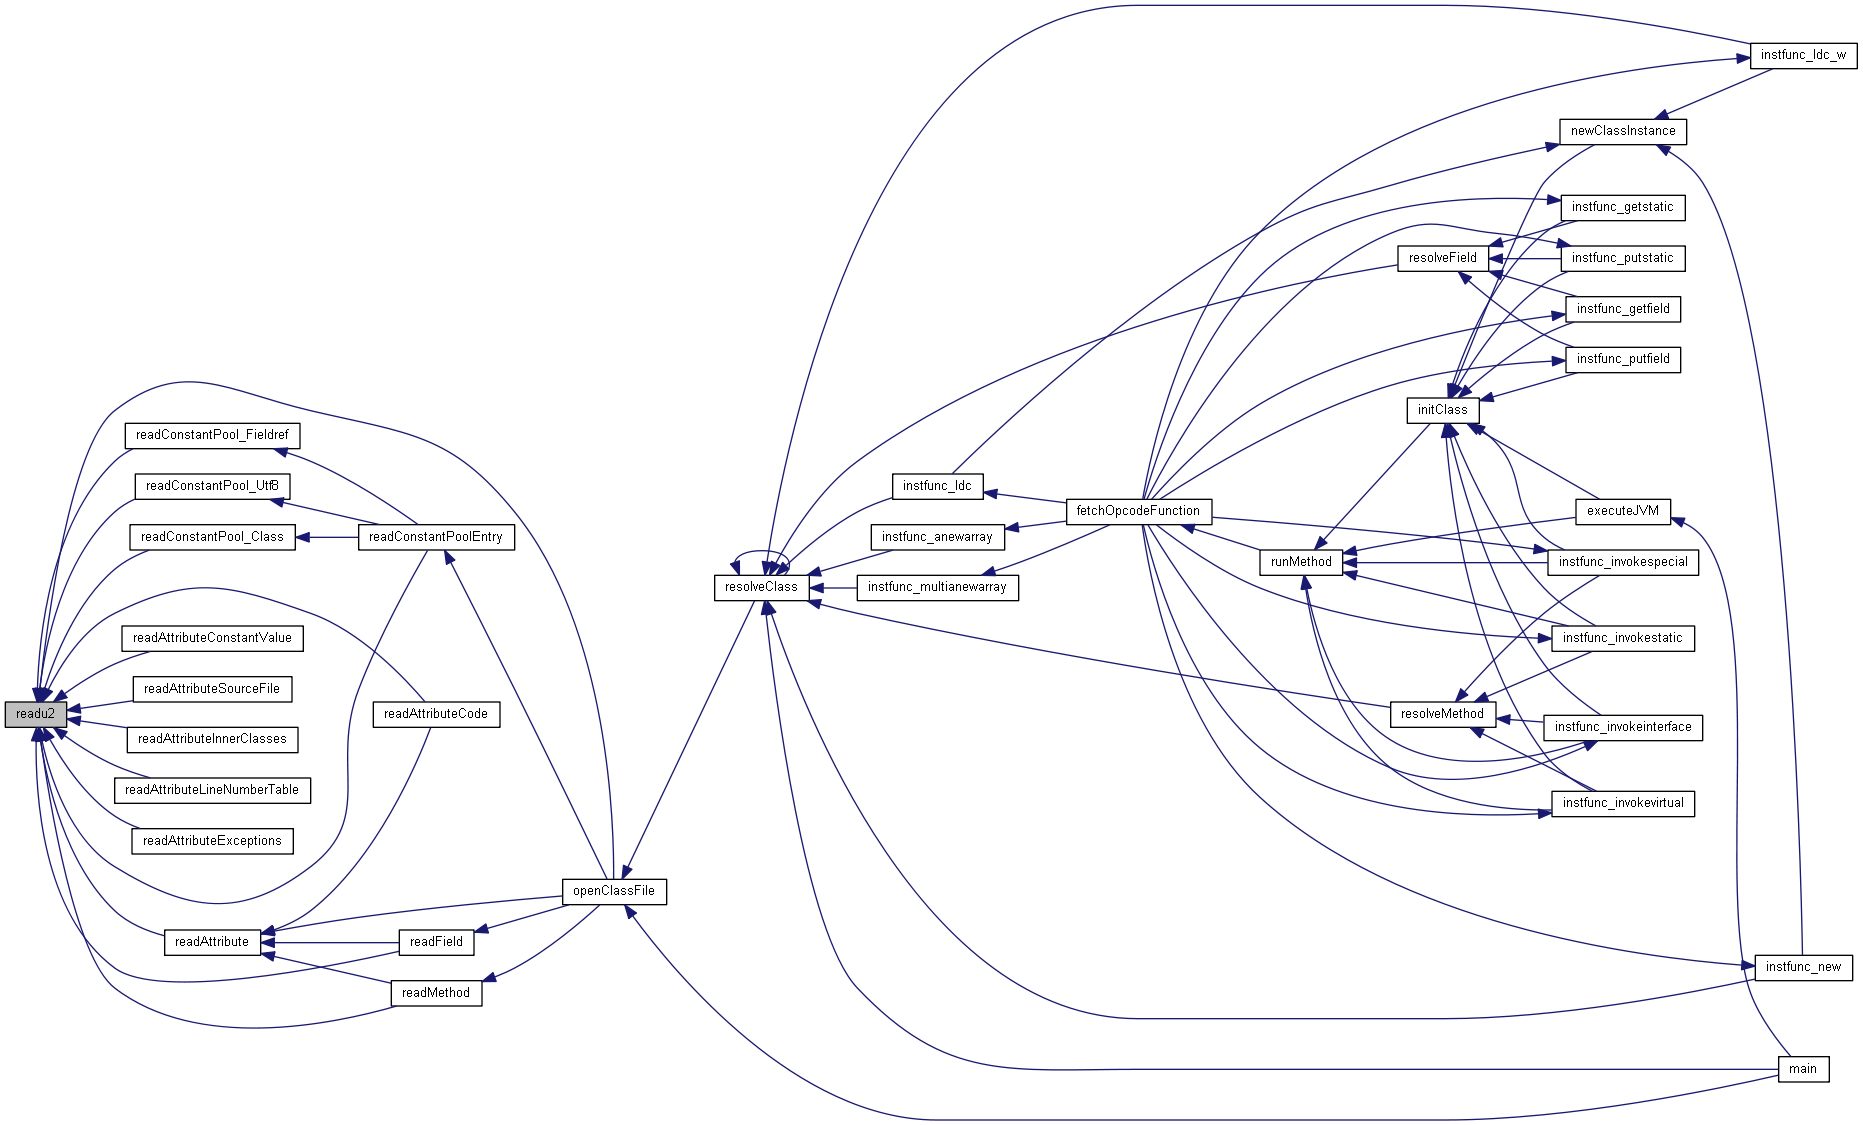 instfunc_ldc_w
newClassInstance
instfunc_getstatic
resolveField
instfunc_putstatic
instfunc_getfield
instfunc_putfield
initClass
readConstantPool_Fieldref
readConstantPool_Utf8
instfunc_ldc
fetchOpcodeFunction
executeJVM
readConstantPool_Class
readConstantPoolEntry
instfunc_anewarray
runMethod
instfunc_invokespecial
resolveClass
instfunc_multianewarray
readAttributeConstantValue
instfunc_invokestatic
readAttributeSourceFile
readu2
readAttributeCode
resolveMethod
instfunc_invokeinterface
readAttributeInnerClasses
readAttributeLineNumberTable
instfunc_invokevirtual
readAttributeExceptions
openClassFile
readAttribute
readField
instfunc_new
readMethod
main